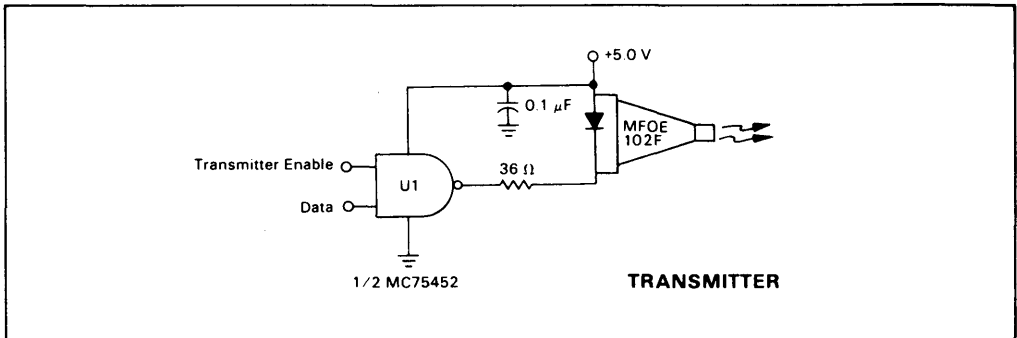 +5.0 V
0.1 μF
MFOE
102F
Transmitter Enable
36 Ω
U1
Data
1/2 MC75452
TRANSMITTER